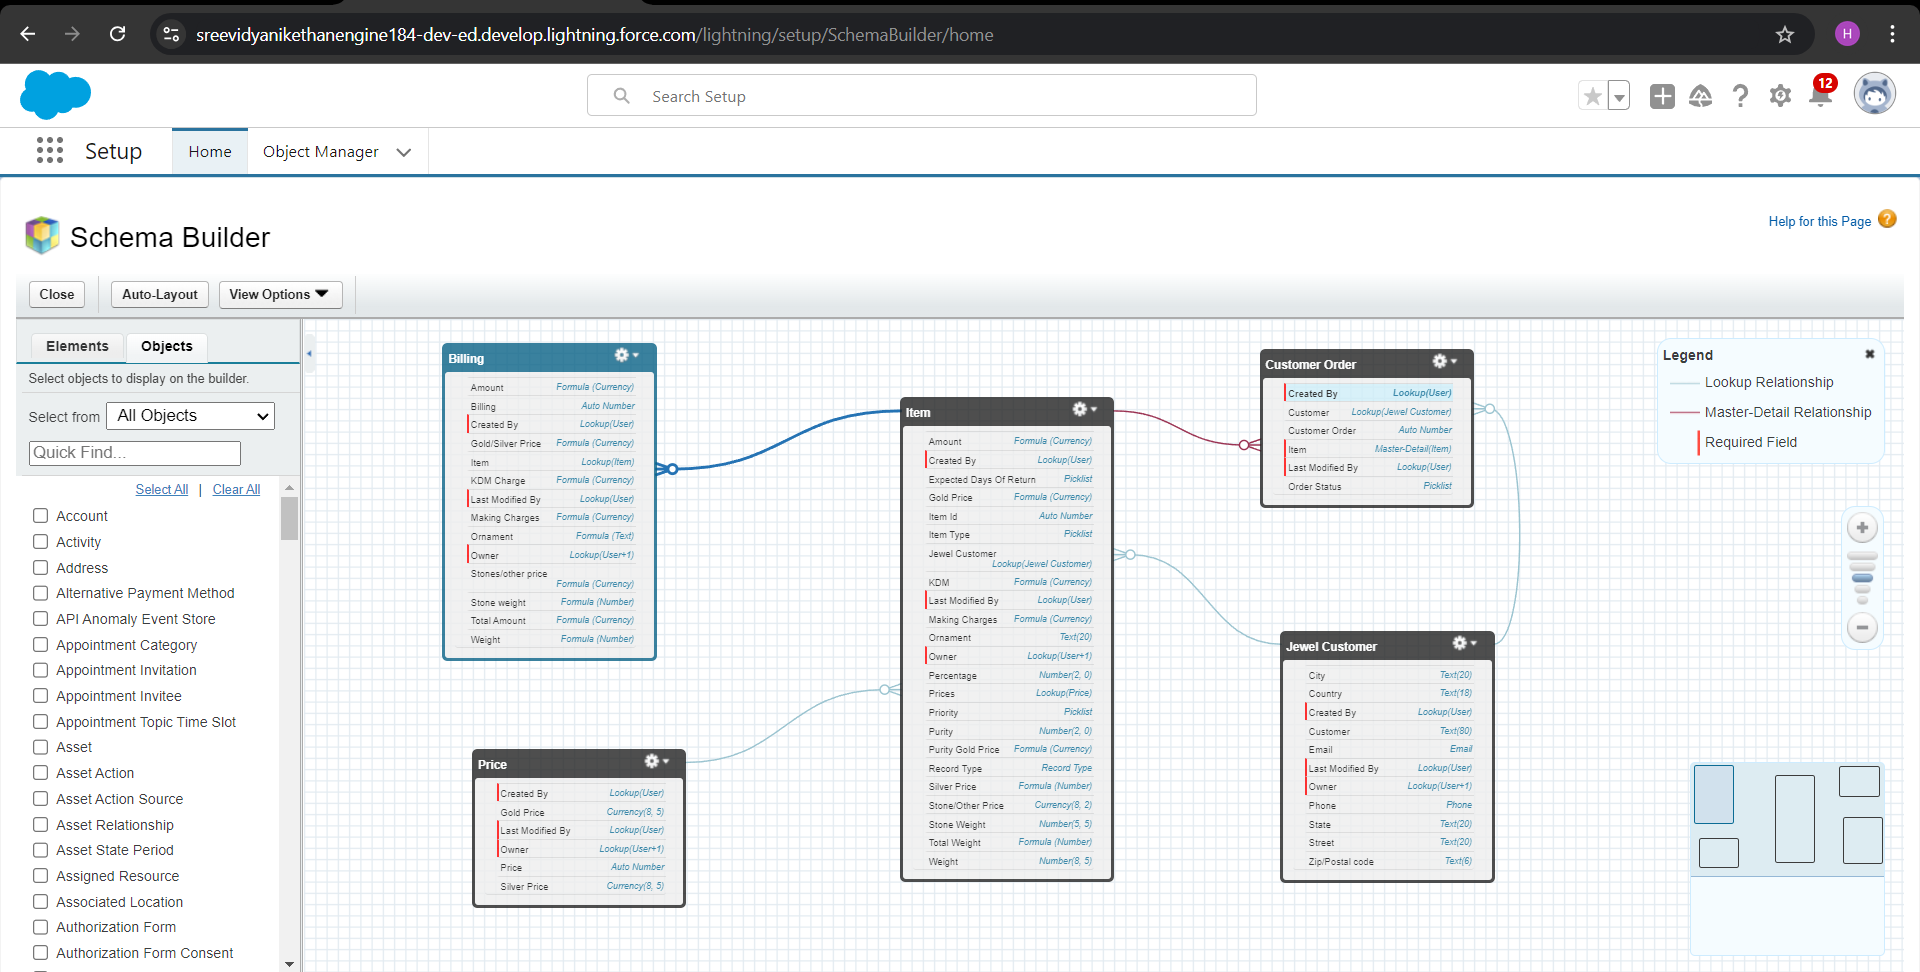 sreevidyanikethanengine184-dev-ed.develop.lightning.force.com/lightning/setup/SchemaBuilder/home
H
Search Setup
12
Setup
Home
Object Manager
Schema Builder
Help for this Page
?
Close
Auto-Layout
View Options
Elements
Objects
Select objects to display on the builder.
Select from All Objects
Quick Find...
Select All | Clear All
Account
Activity
Address
Alternative Payment Method
API Anomaly Event Store
Appointment Category
Appointment Invitation
Appointment Invitee
Appointment Topic Time Slot
Asset
Asset Action
Asset Action Source
Asset Relationship
Asset State Period
Assigned Resource
Associated Location
Authorization Form
Authorization Form Consent
Billing
Amount Formula (Currency)
Billing Auto Number
Created By Lookup(User)
Gold/Silver Price Formula (Currency)
Item Lookup(Item)
KDM Charge Formula (Currency)
Last Modified By Lookup(User)
Making Charges Formula (Currency)
Ornament Formula (Text)
Owner Lookup(User+1)
Stones/other price
Formula (Currency)
Stone weight Formula (Number)
Total Amount Formula (Currency)
Weight Formula (Number)
Price
Created By Lookup(User)
Gold Price Currency(8, 5)
Last Modified By Lookup(User)
Owner Lookup(User+1)
Price Auto Number
Silver Price Currency(8, 5)
Item
Amount Formula (Currency)
Created By Lookup(User)
Expected Days Of Return Picklist
Gold Price Formula (Currency)
Item Id Auto Number
Item Type Picklist
Jewel Customer
Lookup(Jewel Customer)
KDM Formula (Currency)
Last Modified By Lookup(User)
Making Charges Formula (Currency)
Ornament Text(20)
Owner Lookup(User+1)
Percentage Number(2, 0)
Prices Lookup(Price)
Priority Picklist
Purity Number(2, 0)
Purity Gold Price Formula (Currency)
Record Type Record Type
Silver Price Formula (Number)
Stone/Other Price Currency(8, 2)
Stone Weight Number(5, 5)
Total Weight Formula (Number)
Weight Number(8, 5)
Customer Order
Created By Lookup(User)
Customer Lookup(Jewel Customer)
Customer Order Auto Number
Item Master-Detail(Item)
Last Modified By Lookup(User)
Order Status Picklist
Jewel Customer
City Text(20)
Country Text(18)
Created By Lookup(User)
Customer Text(80)
Email Email
Last Modified By Lookup(User)
Owner Lookup(User+1)
Phone Phone
State Text(20)
Street Text(20)
Zip/Postal code Text(6)
Legend
Lookup Relationship
Master-Detail Relationship
Required Field